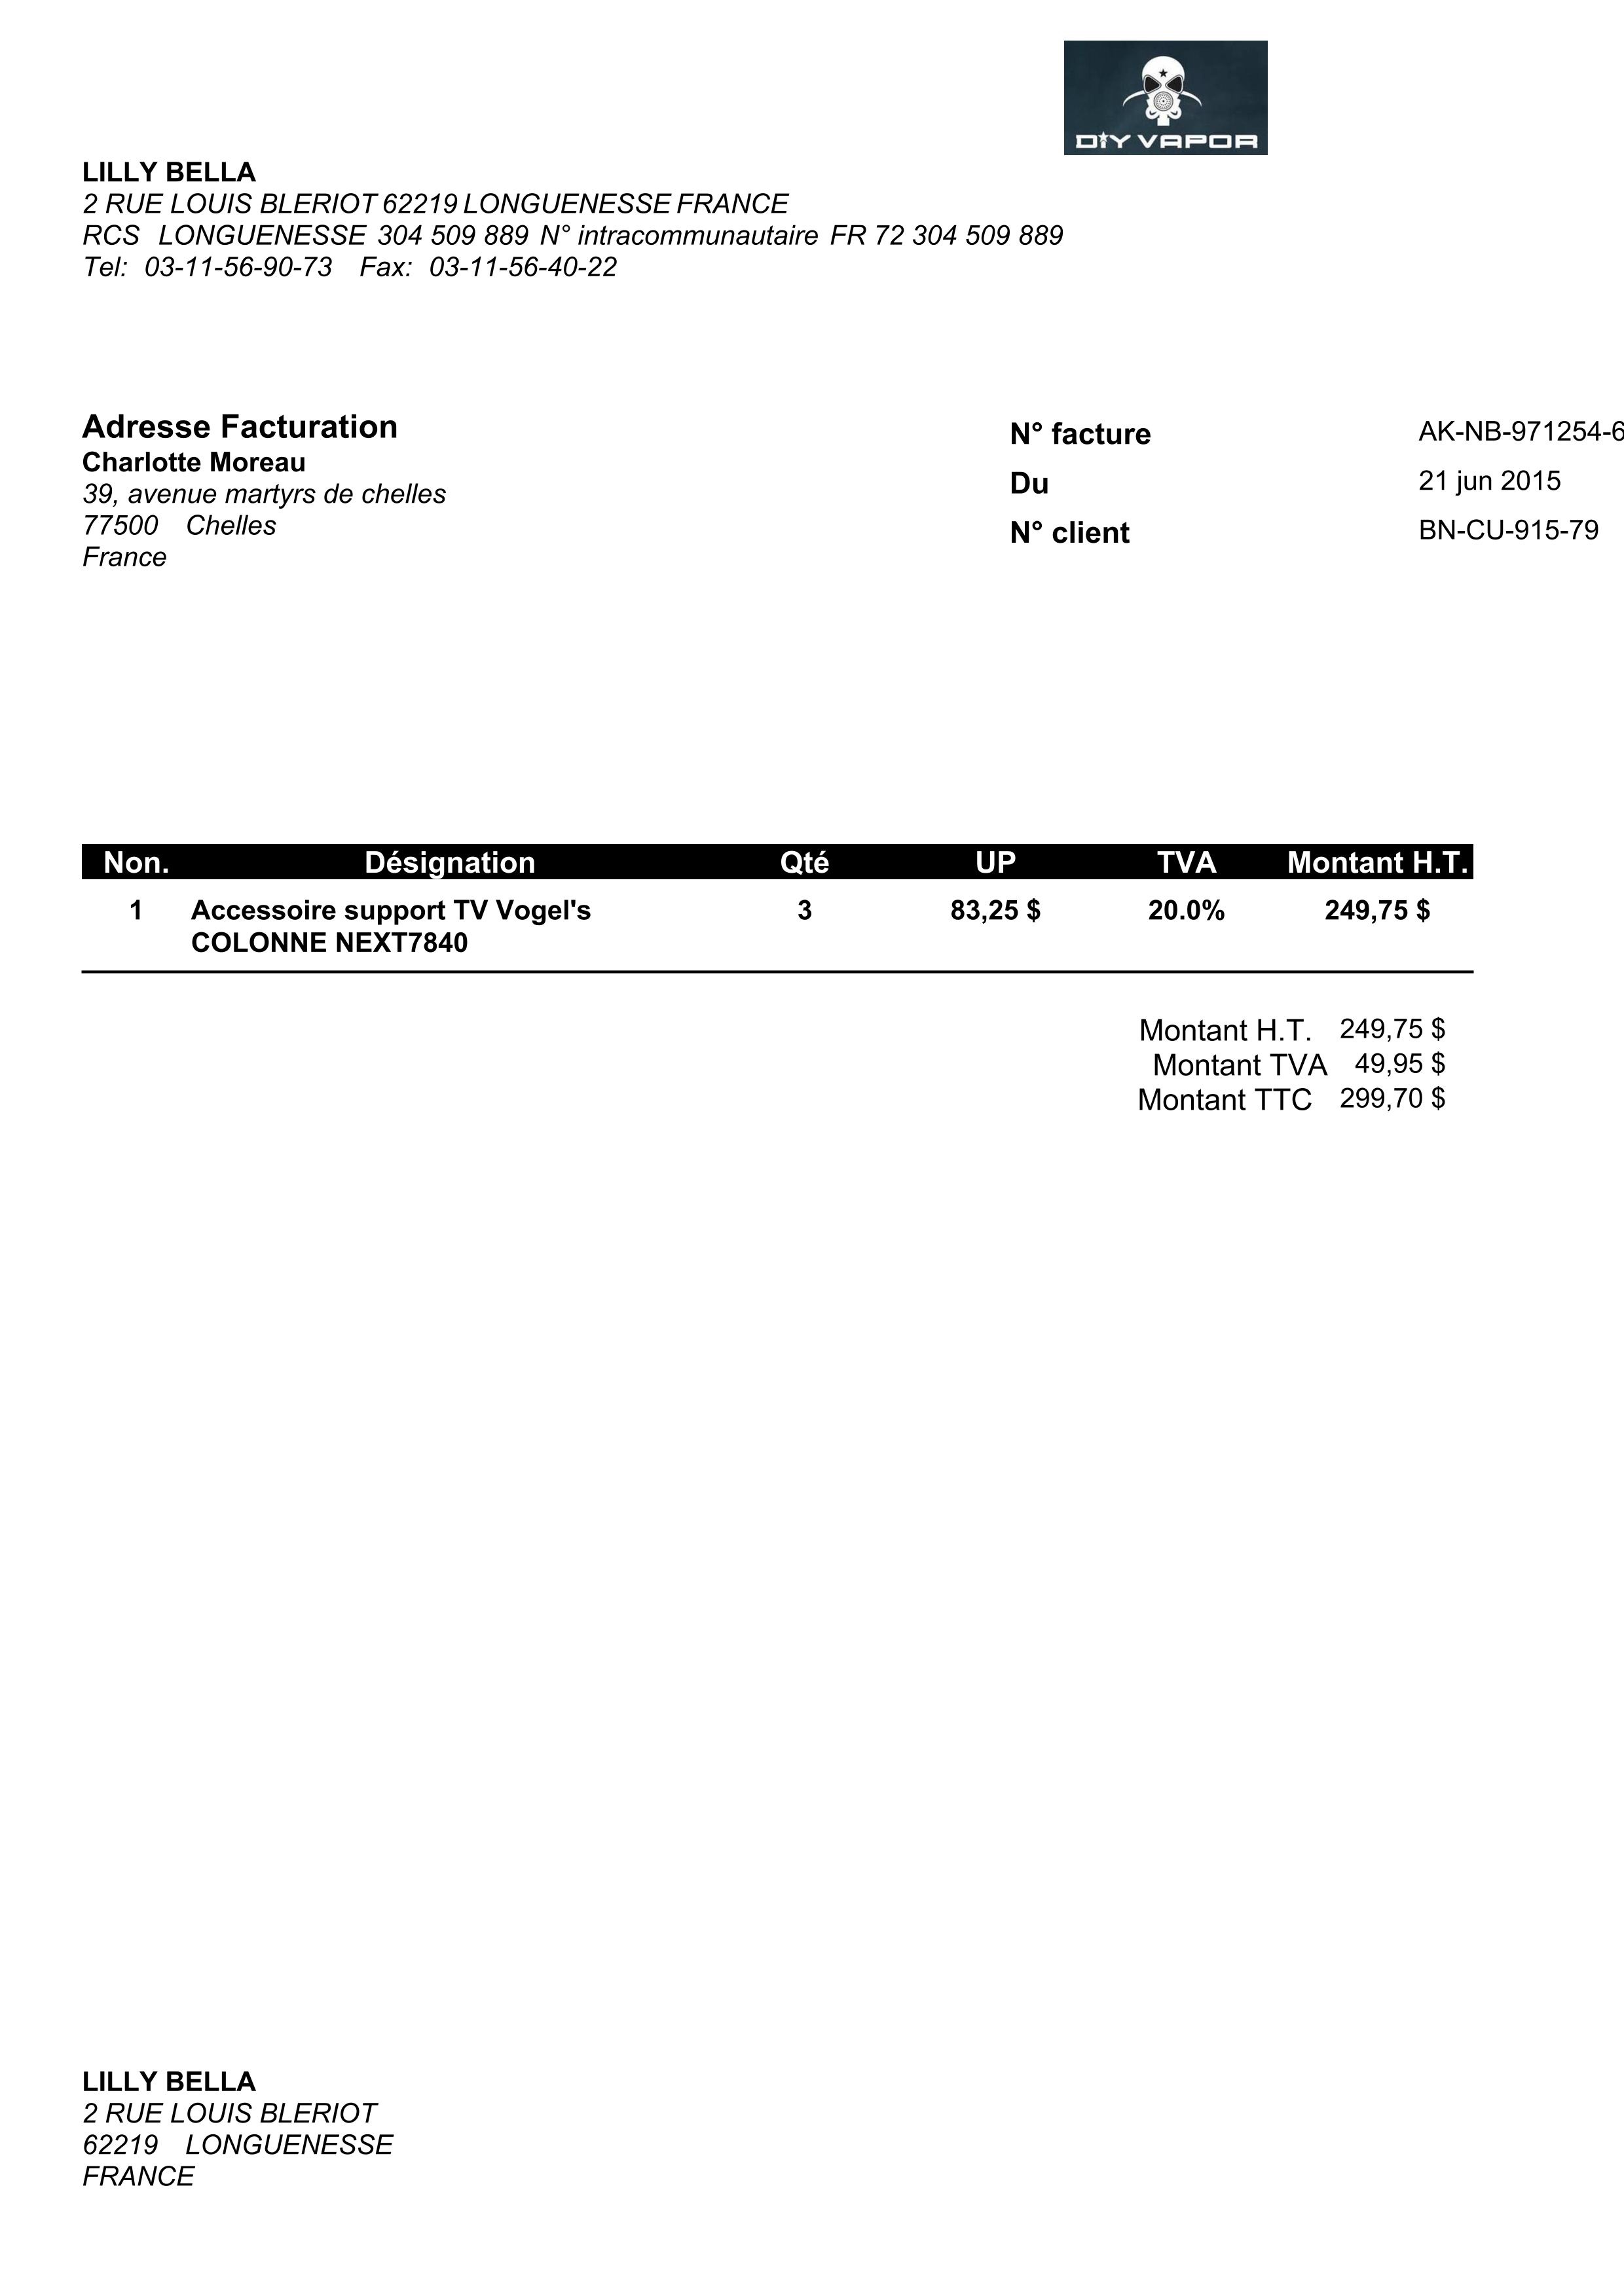 DIY VAPOR
LILLY BELLA
2 RUE LOUIS BLERIOT 62219 LONGUENESSE FRANCE
RCS LONGUENESSE 304 509 889 N° intracommunautaire FR 72 304 509 889
Tel: 03-11-56-90-73 Fax: 03-11-56-40-22
Adresse Facturation
Charlotte Moreau
39, avenue martyrs de chelles
77500 Chelles
France
N° facture AK-NB-971254-6
Du 21 jun 2015
N° client BN-CU-915-79
Non. Désignation Qté UP TVA Montant H.T.
1 Accessoire support TV Vogel's 3 83,25 $ 20.0% 249,75 $
COLONNE NEXT7840
Montant H.T. 249,75 $
Montant TVA 49,95 $
Montant TTC 299,70 $
LILLY BELLA
2 RUE LOUIS BLERIOT
62219 LONGUENESSE
FRANCE